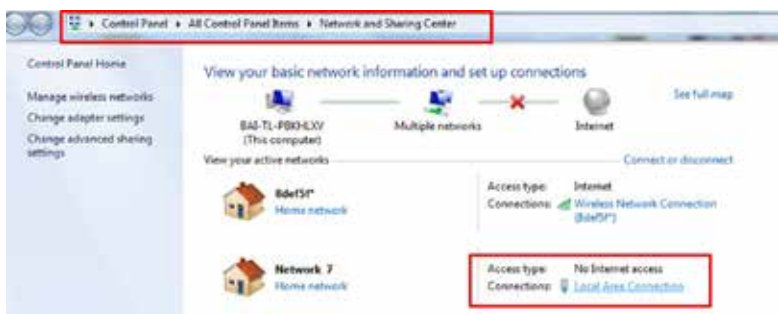 Control Panel ▸ All Control Panel Items ▸ Network and Sharing Center
Control Panel Home
Manage wireless networks
Change adapter settings
Change advanced sharing
settings
View your basic network information and set up connections
See full map
(This computer)
Multiple networks
Internet
View your active networks
Connect or disconnect
8def5f*
Home network
Access type: Internet
Connections: Wireless Network Connection
(8def5f*)
Network 7
Home network
Access type: No Internet access
Connections: Local Area Connection